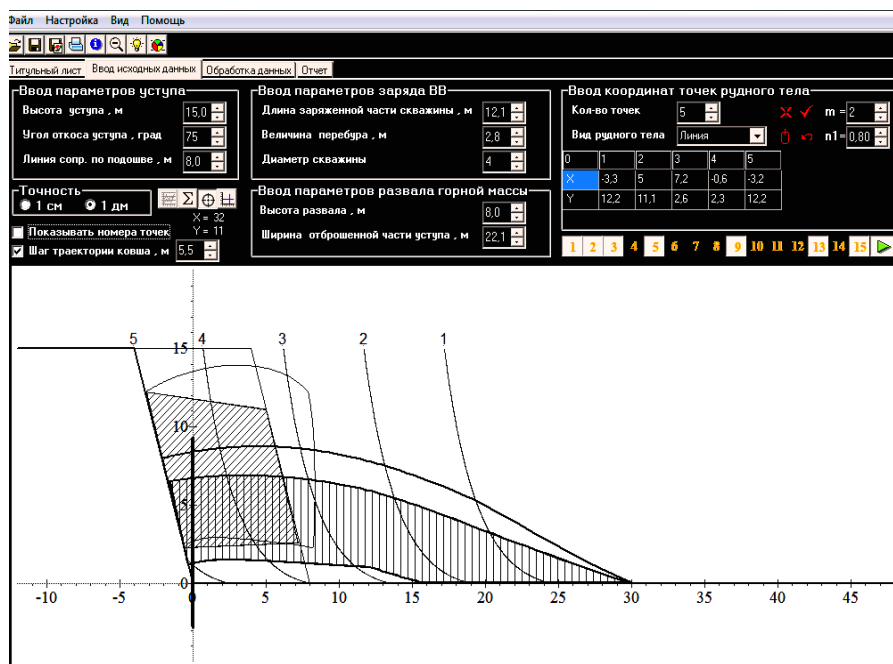 Файл Настройка Вид Помощь
Титульный лист Ввод исходных данных Обработка данных Отчет
Ввод параметров уступа
Высота уступа , м 15,0
Угол откоса уступа , град 75
Линия сопр. по подошве , м 8,0
Точность
1 см 1 дм
X = 32
Y = 11
Показывать номера точек
Шаг траектории ковша , м 5,5
Ввод параметров заряда ВВ
Длина заряженной части скважины , м 12,1
Величина перебура , м 2,8
Диаметр скважины 4
Ввод параметров развала горной массы
Высота развала , м 8,0
Ширина отброшенной части уступа , м 22,1
Ввод координат точек рудного тела
Кол-во точек 5 m = 2
Вид рудного тела Линия n1= 0,80
0 1 2 3 4 5
X -3,3 5 7,2 -0,6 -3,2
Y 12,2 11,1 2,6 2,3 12,2
1 2 3 4 5 6 7 8 9 10 11 12 13 14 15
5 4 3 2 1
15
10
5
0
-10 -5 0 5 10 15 20 25 30 35 40 45